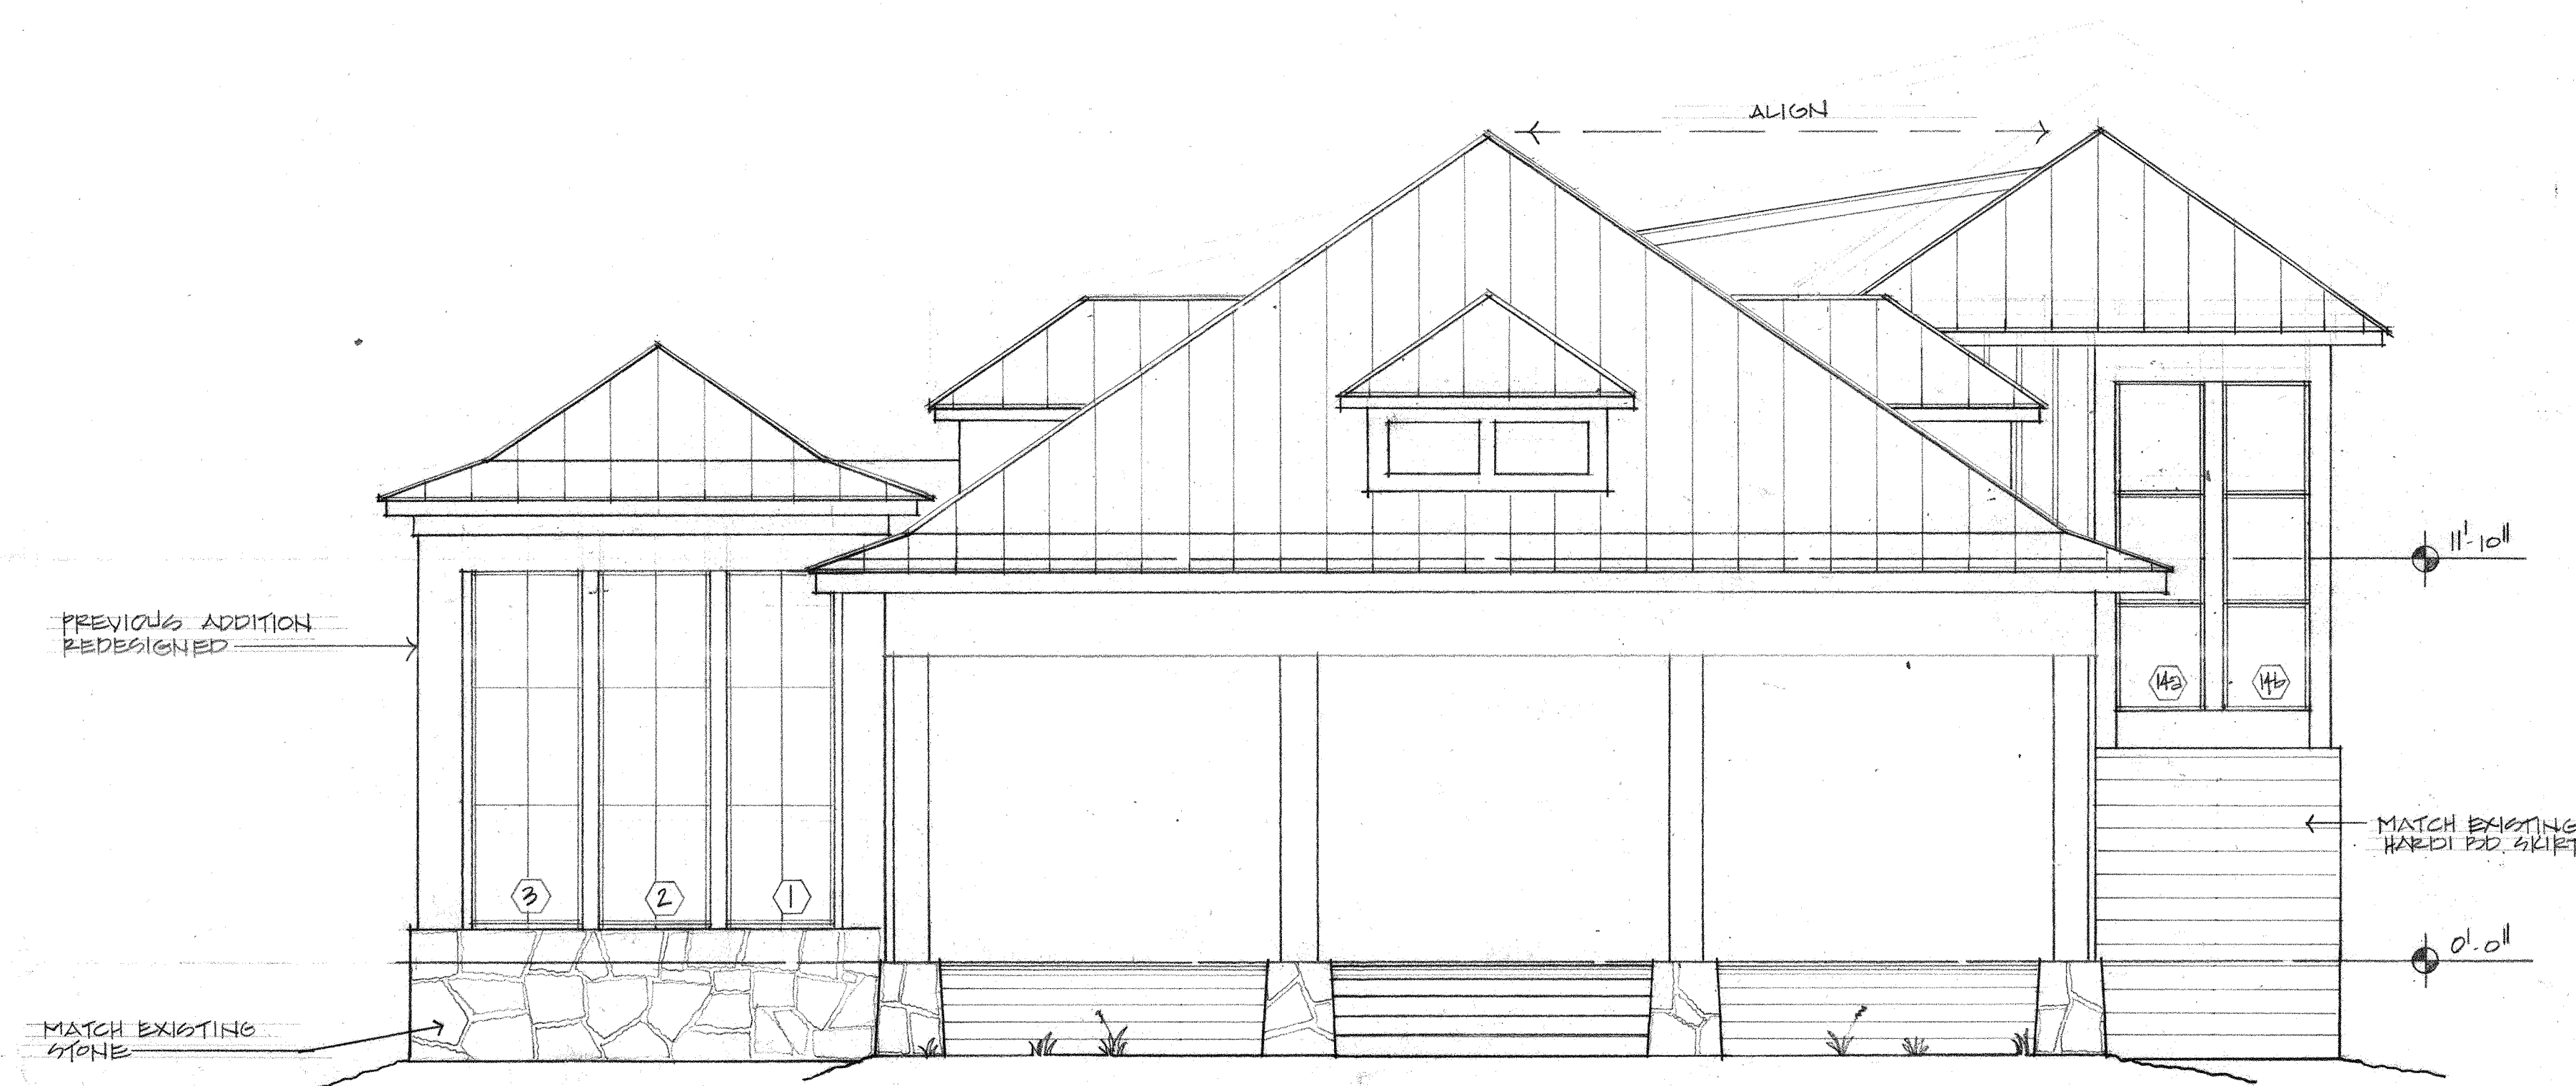 ALIGN
11'-10"
PREVIOUS ADDITION
REDESIGNED
14a 14b
MATCH EXISTING
HARDI BD. SKIRT
3 2 1
0'-0"
MATCH EXISTING
STONE